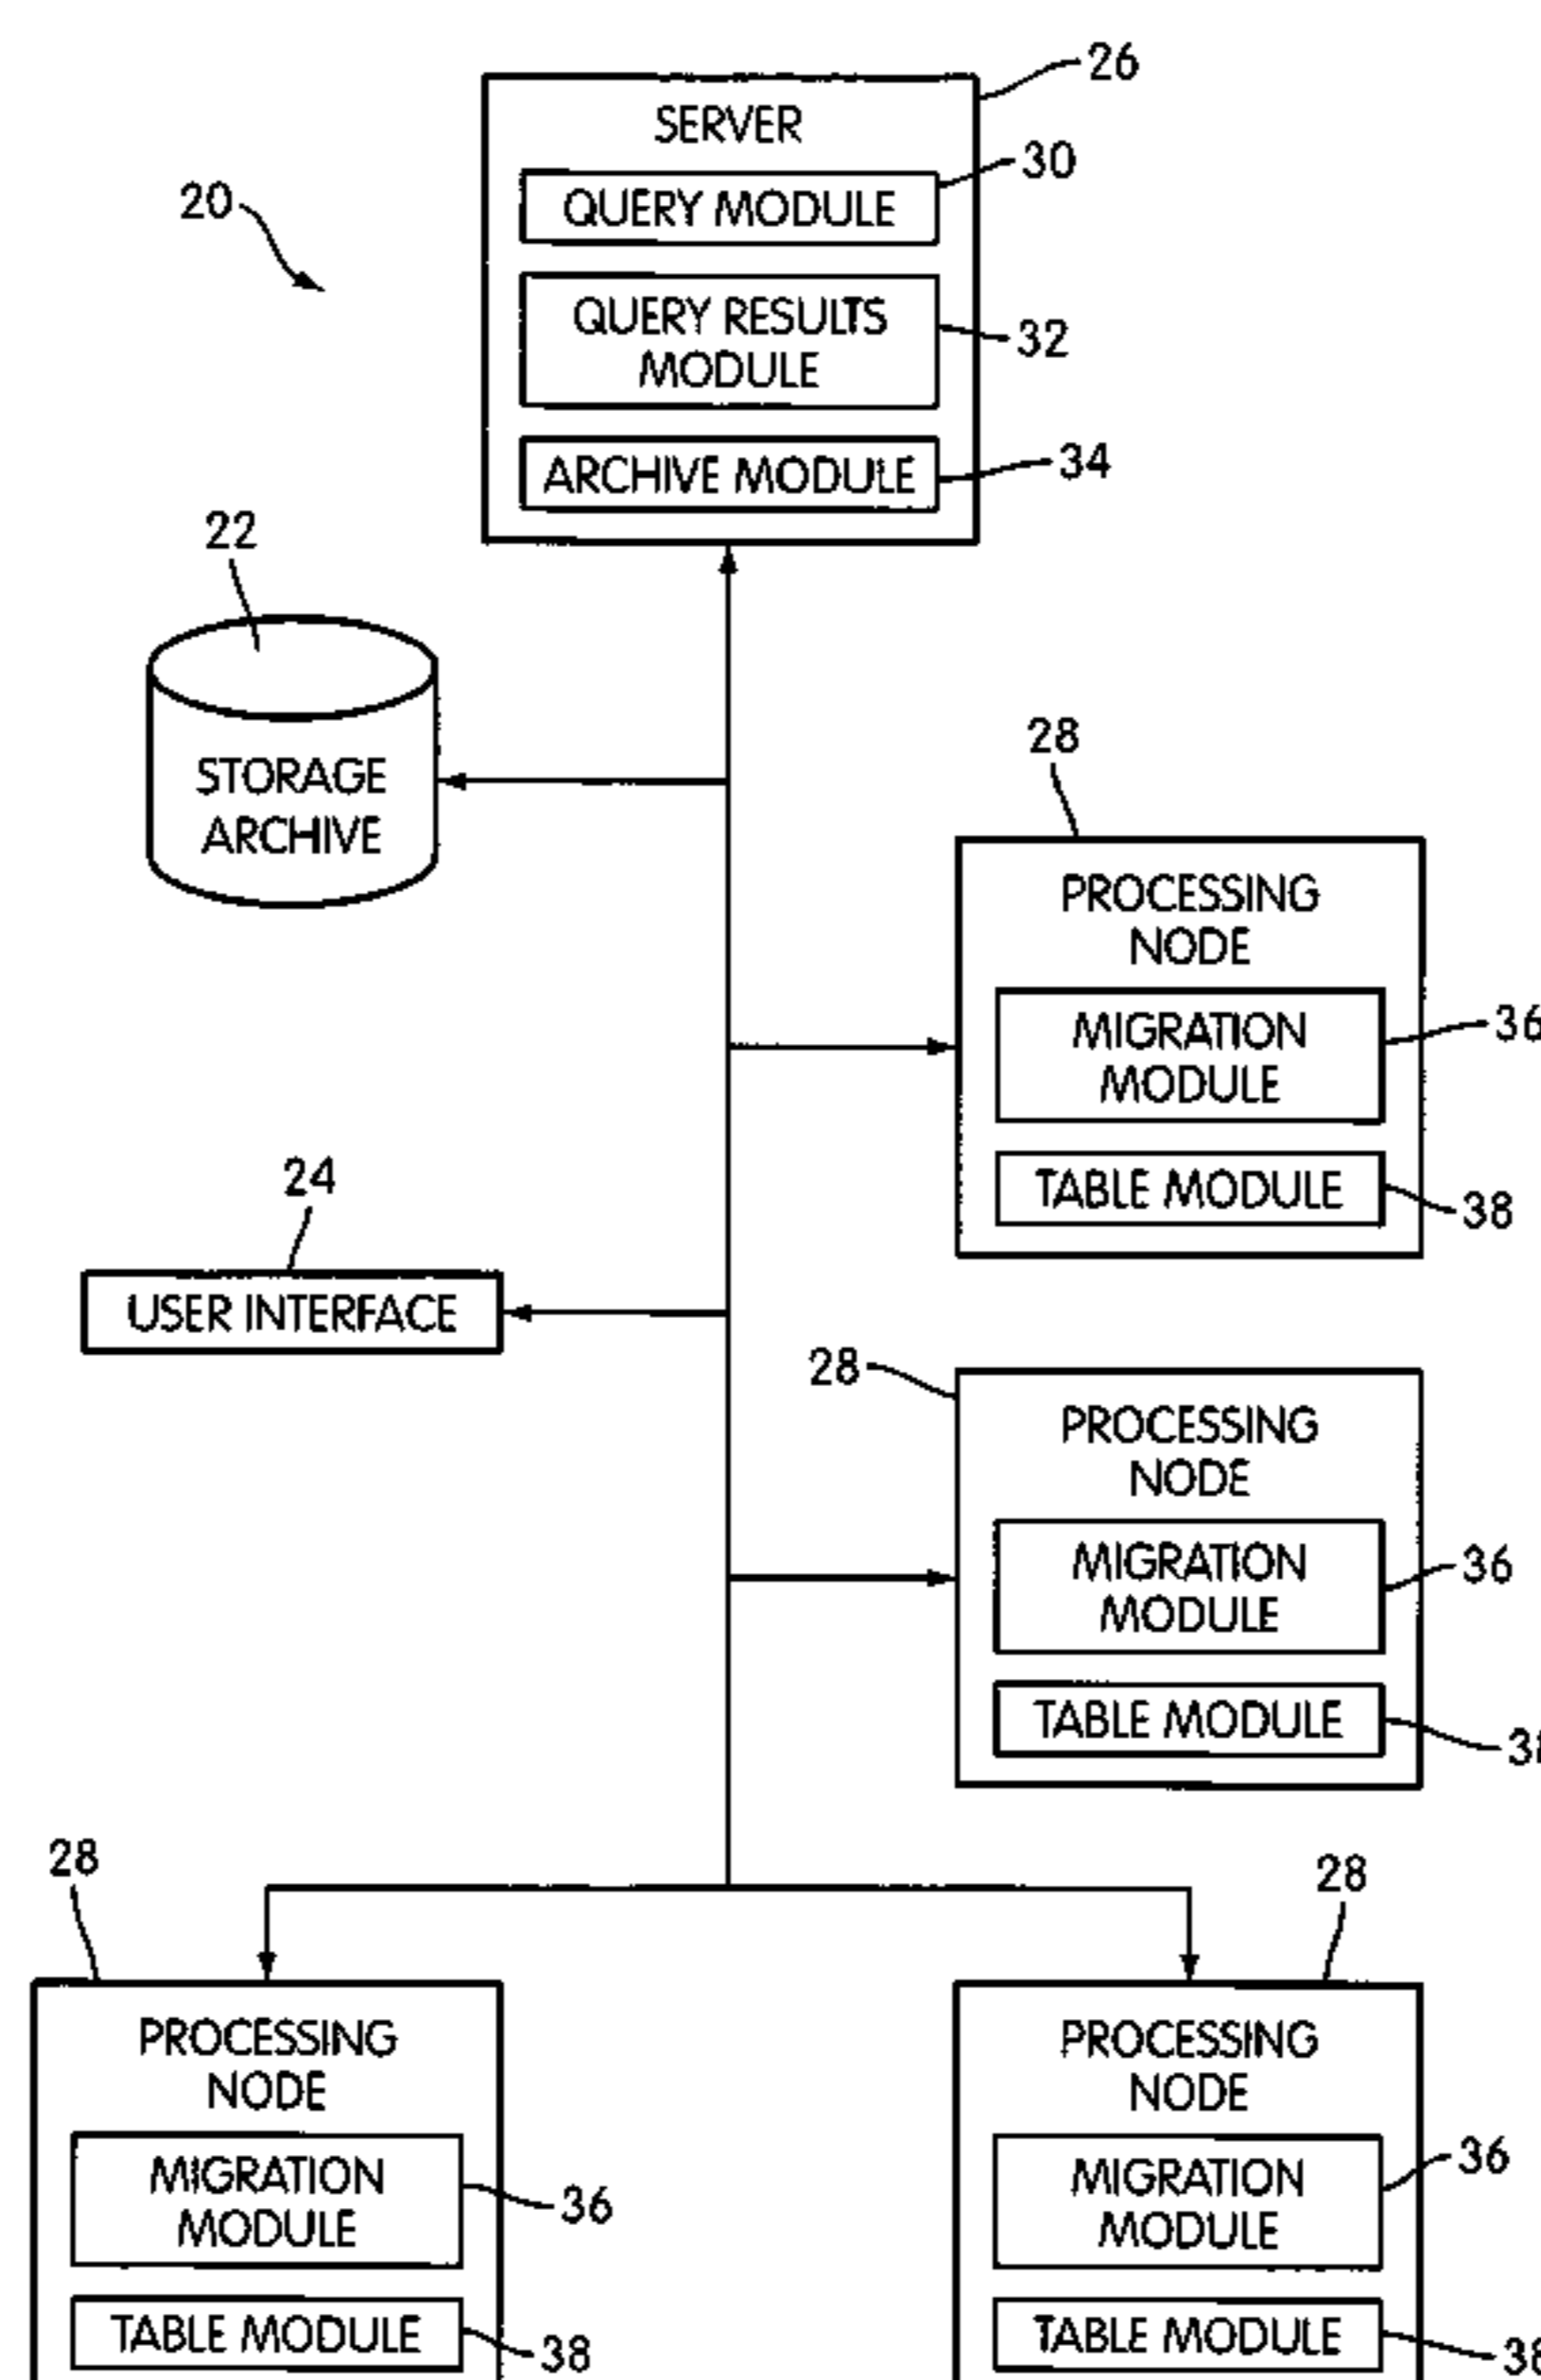 26
SERVER
30
20
QUERY MODULE
QUERY RESULTS
MODULE
32
ARCHIVE MODULE
34
22
STORAGE
ARCHIVE
28
PROCESSING
NODE
MIGRATION
MODULE
36
TABLE MODULE
38
24
USER INTERFACE
28
PROCESSING
NODE
MIGRATION
MODULE
36
TABLE MODULE
28
PROCESSING
NODE
MIGRATION
MODULE
36
TABLE MODULE
38
28
PROCESSING
NODE
MIGRATION
MODULE
36
TABLE MODULE
38